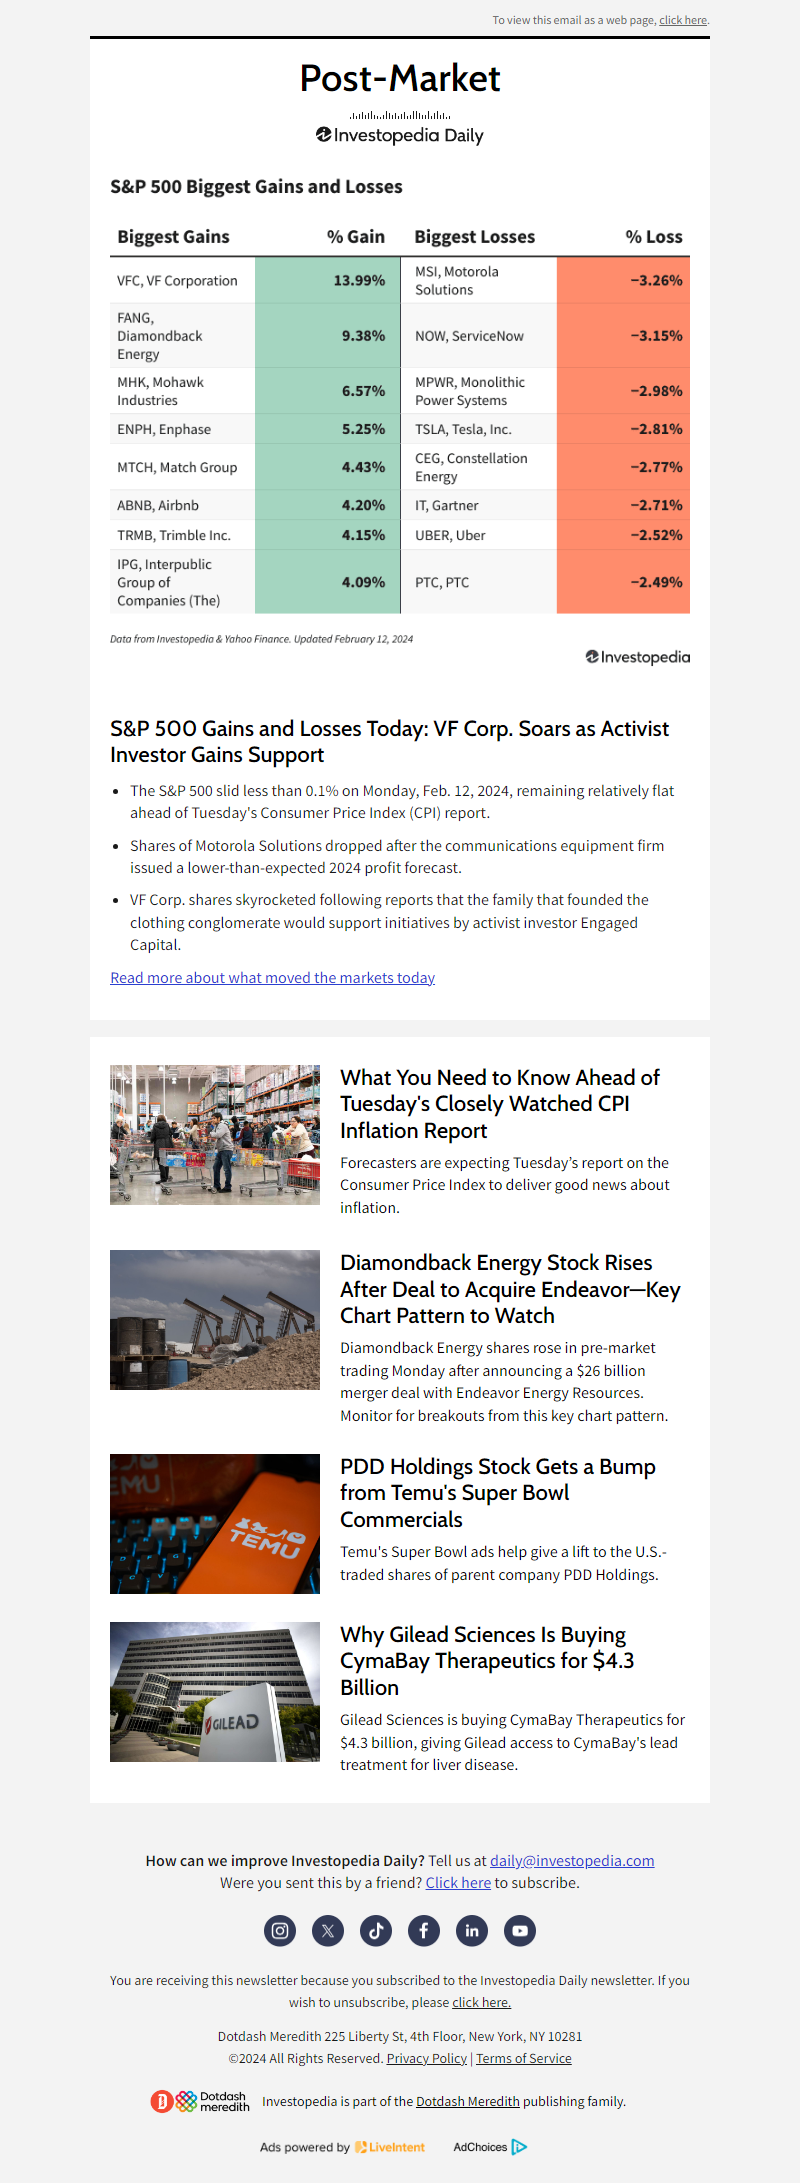 To view this email as a web page, click here.
Post-Market
Investopedia Daily
S&P 500 Biggest Gains and Losses
Biggest Gains % Gain Biggest Losses % Loss
VFC, VF Corporation 13.99% MSI, Motorola Solutions −3.26%
FANG, Diamondback Energy 9.38% NOW, ServiceNow −3.15%
MHK, Mohawk Industries 6.57% MPWR, Monolithic Power Systems −2.98%
ENPH, Enphase 5.25% TSLA, Tesla, Inc. −2.81%
MTCH, Match Group 4.43% CEG, Constellation Energy −2.77%
ABNB, Airbnb 4.20% IT, Gartner −2.71%
TRMB, Trimble Inc. 4.15% UBER, Uber −2.52%
IPG, Interpublic Group of Companies (The) 4.09% PTC, PTC −2.49%
Data from Investopedia & Yahoo Finance. Updated February 12, 2024
Investopedia
S&P 500 Gains and Losses Today: VF Corp. Soars as Activist
Investor Gains Support
• The S&P 500 slid less than 0.1% on Monday, Feb. 12, 2024, remaining relatively flat
ahead of Tuesday's Consumer Price Index (CPI) report.
• Shares of Motorola Solutions dropped after the communications equipment firm
issued a lower-than-expected 2024 profit forecast.
• VF Corp. shares skyrocketed following reports that the family that founded the
clothing conglomerate would support initiatives by activist investor Engaged
Capital.
Read more about what moved the markets today
What You Need to Know Ahead of
Tuesday's Closely Watched CPI
Inflation Report
Forecasters are expecting Tuesday’s report on the
Consumer Price Index to deliver good news about
inflation.
Diamondback Energy Stock Rises
After Deal to Acquire Endeavor—Key
Chart Pattern to Watch
Diamondback Energy shares rose in pre-market
trading Monday after announcing a $26 billion
merger deal with Endeavor Energy Resources.
Monitor for breakouts from this key chart pattern.
TEMU
TEMU
PDD Holdings Stock Gets a Bump
from Temu's Super Bowl
Commercials
Temu's Super Bowl ads help give a lift to the U.S.-
traded shares of parent company PDD Holdings.
GILEAD
Why Gilead Sciences Is Buying
CymaBay Therapeutics for $4.3
Billion
Gilead Sciences is buying CymaBay Therapeutics for
$4.3 billion, giving Gilead access to CymaBay's lead
treatment for liver disease.
How can we improve Investopedia Daily? Tell us at daily@investopedia.com
Were you sent this by a friend? Click here to subscribe.
You are receiving this newsletter because you subscribed to the Investopedia Daily newsletter. If you
wish to unsubscribe, please click here.
Dotdash Meredith 225 Liberty St, 4th Floor, New York, NY 10281
©2024 All Rights Reserved. Privacy Policy | Terms of Service
Dotdash
meredith
Investopedia is part of the Dotdash Meredith publishing family.
Ads powered by LiveIntent AdChoices